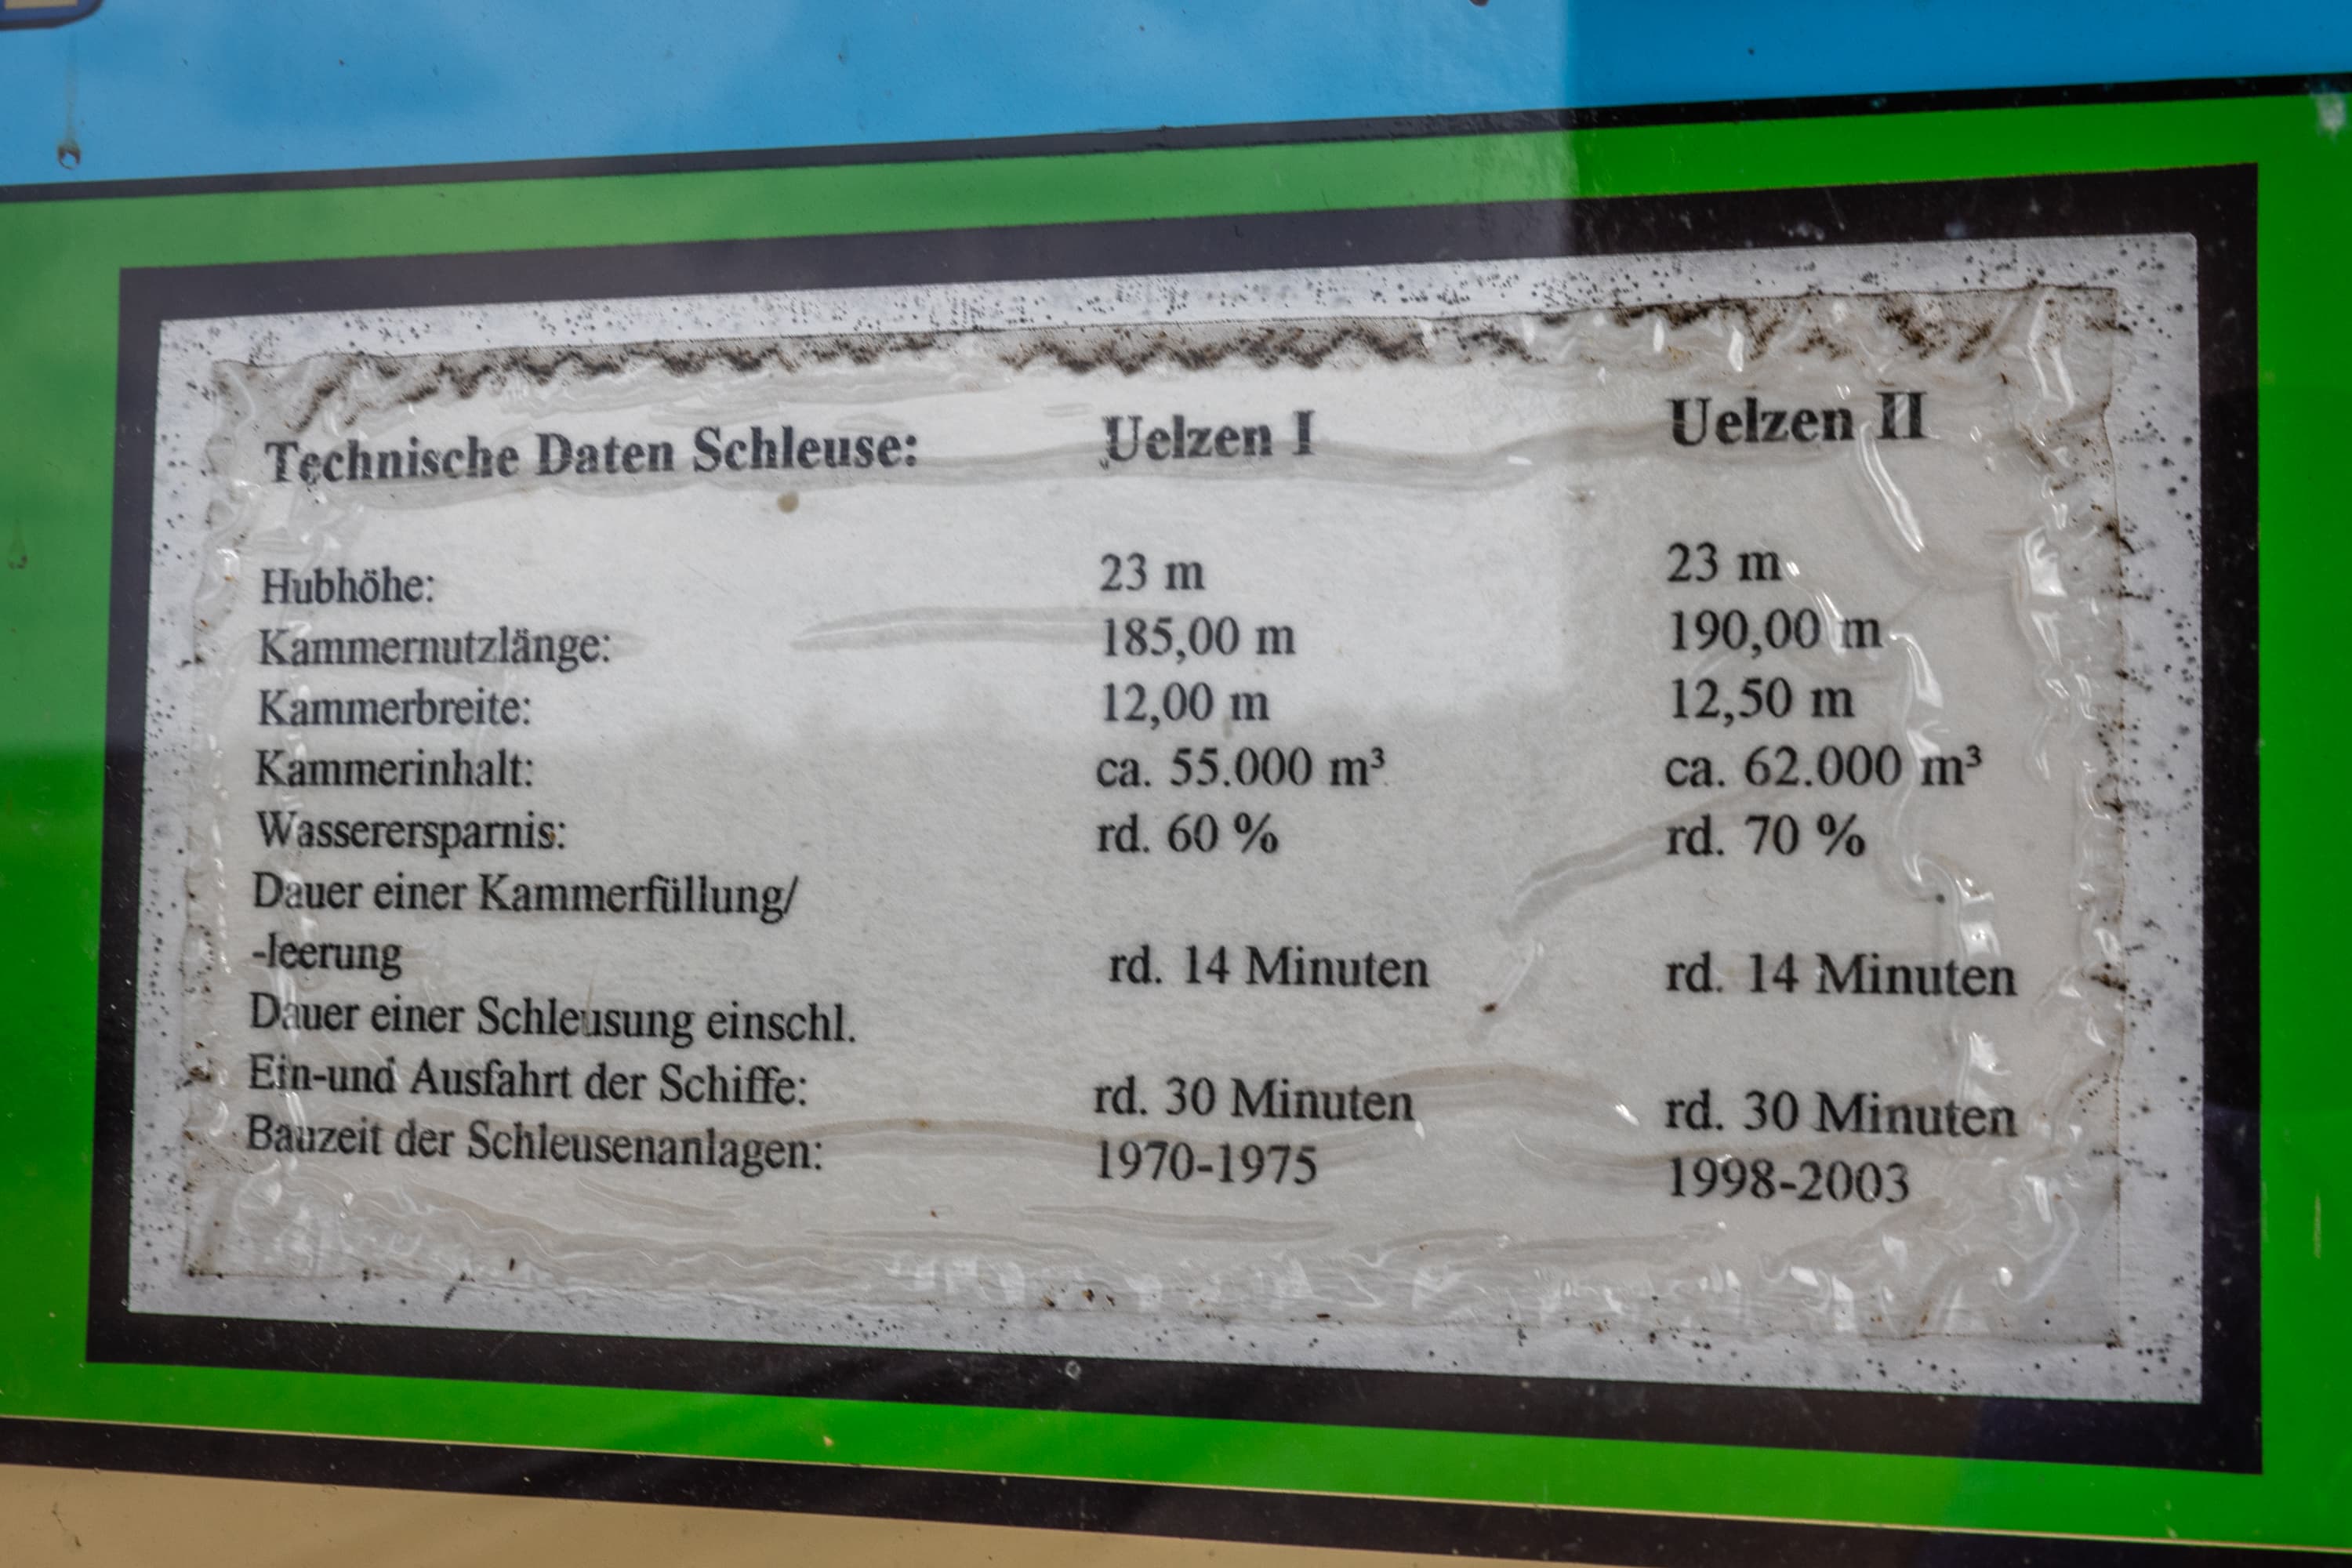 Technische Daten Schleuse: Uelzen I Uelzen II
Hubhöhe: 23 m 23 m
Kammernutzlänge: 185,00 m 190,00 m
Kammerbreite: 12,00 m 12,50 m
Kammerinhalt: ca. 55.000 m³ ca. 62.000 m³
Wasserersparnis: rd. 60 % rd. 70 %
Dauer einer Kammerfüllung/
-leerung rd. 14 Minuten rd. 14 Minuten
Dauer einer Schleusung einschl.
Ein-und Ausfahrt der Schiffe: rd. 30 Minuten rd. 30 Minuten
Bauzeit der Schleusenanlagen: 1970-1975 1998-2003